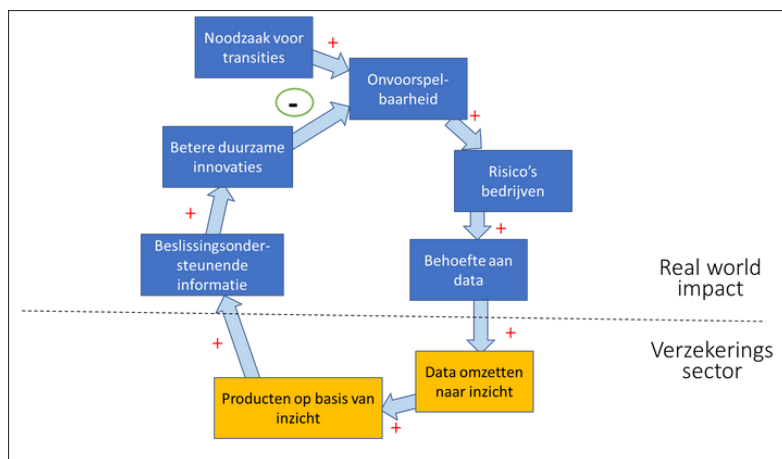 Noodzaak voor
transities
+
Onvoorspel-
baarheid
-
+
Betere duurzame
innovaties
Risico's
bedrijven
+
+
Beslissingsonder-
steunende
informatie
Behoefte aan
data
Real world
impact
+
+
Verzekerings
sector
Data omzetten
naar inzicht
Producten op basis van
inzicht
+